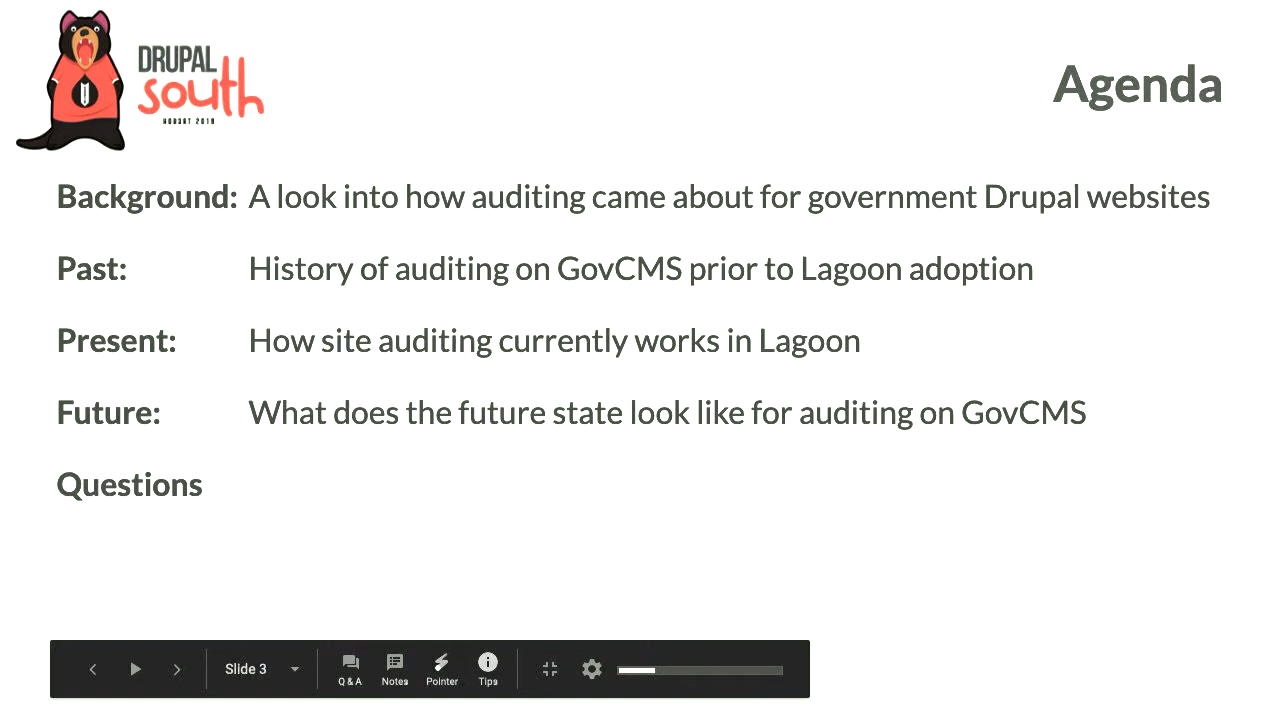 DRUPAL
south
HOBART 2019
Agenda
Background: A look into how auditing came about for government Drupal websites
Past: History of auditing on GovCMS prior to Lagoon adoption
Present: How site auditing currently works in Lagoon
Future: What does the future state look like for auditing on GovCMS
Questions
Slide 3
Q & A Notes Pointer Tips